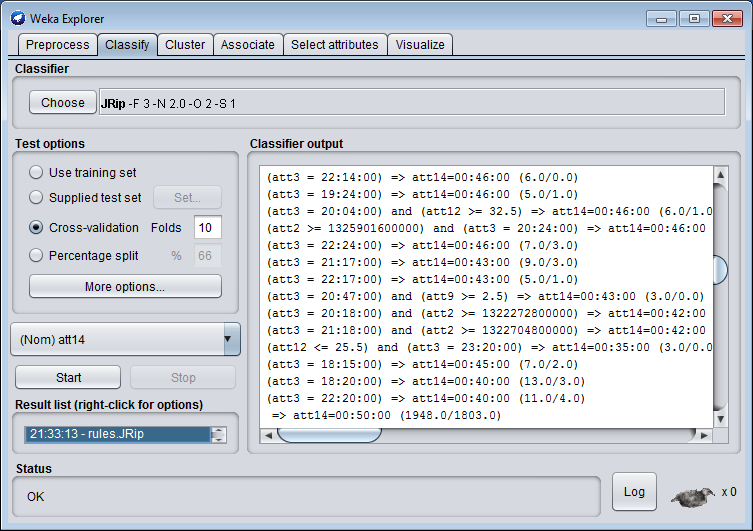 Weka Explorer
Preprocess Classify Cluster Associate Select attributes Visualize
Classifier
Choose JRip -F 3 -N 2.0 -O 2 -S 1
Test options
Use training set
Supplied test set Set...
Cross-validation Folds 10
Percentage split % 66
More options...
(Nom) att14
Start Stop
Result list (right-click for options)
21:33:13 - rules.JRip
Classifier output
(att3 = 22:14:00) => att14=00:46:00 (6.0/0.0)
(att3 = 19:24:00) => att14=00:46:00 (5.0/1.0)
(att3 = 20:04:00) and (att12 >= 32.5) => att14=00:46:00 (6.0/1.0
(att2 >= 1325901600000) and (att3 = 20:24:00) => att14=00:46:00
(att3 = 22:24:00) => att14=00:46:00 (7.0/3.0)
(att3 = 21:17:00) => att14=00:43:00 (9.0/3.0)
(att3 = 22:17:00) => att14=00:43:00 (5.0/1.0)
(att3 = 20:47:00) and (att9 >= 2.5) => att14=00:43:00 (3.0/0.0)
(att3 = 20:18:00) and (att2 >= 1322272800000) => att14=00:42:00
(att3 = 21:18:00) and (att2 >= 1322704800000) => att14=00:42:00
(att12 <= 25.5) and (att3 = 23:20:00) => att14=00:35:00 (3.0/0.0
(att3 = 18:15:00) => att14=00:45:00 (7.0/2.0)
(att3 = 18:20:00) => att14=00:40:00 (13.0/3.0)
(att3 = 22:20:00) => att14=00:40:00 (11.0/4.0)
=> att14=00:50:00 (1948.0/1803.0)
Status
OK
Log x 0